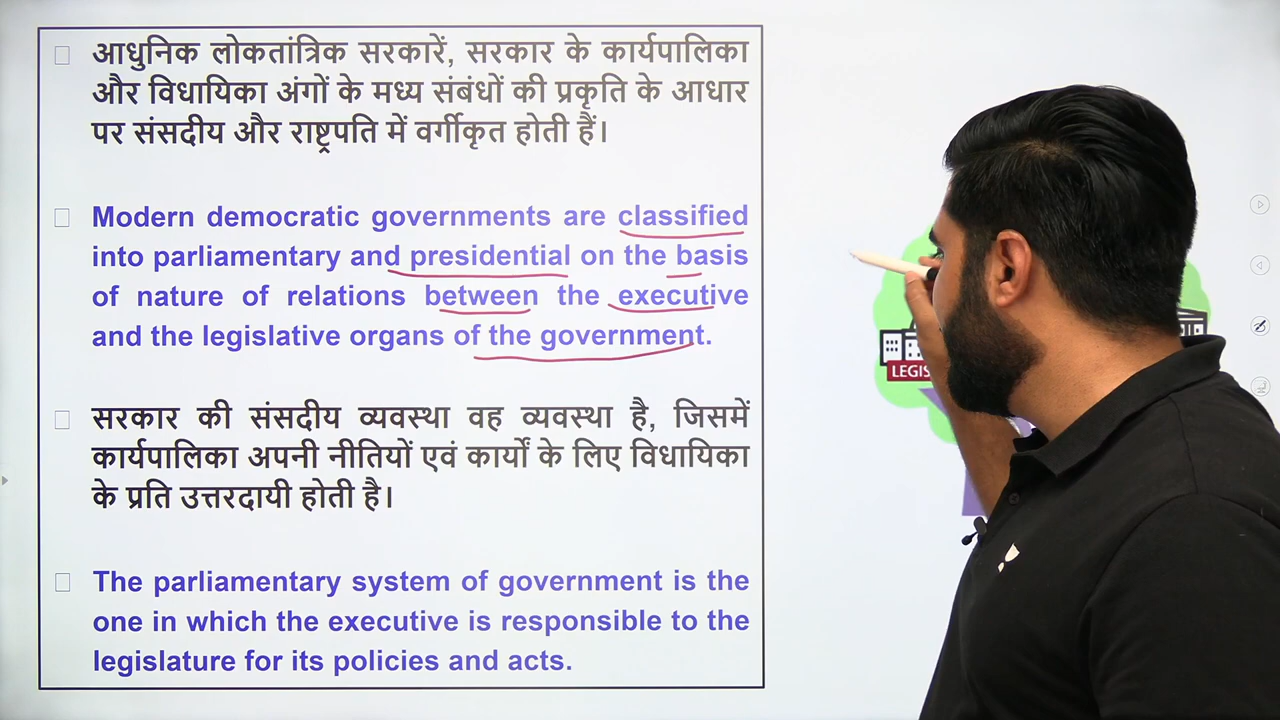 आधुनिक लोकतांत्रिक सरकारें, सरकार के कार्यपालिका
और विधायिका अंगों के मध्य संबंधों की प्रकृति के आधार
पर संसदीय और राष्ट्रपति में वर्गीकृत होती हैं।
Modern democratic governments are classified
into parliamentary and presidential on the basis
of nature of relations between the executive
and the legislative organs of the government.
सरकार की संसदीय व्यवस्था वह व्यवस्था है, जिसमें
कार्यपालिका अपनी नीतियों एवं कार्यों के लिए विधायिका
के प्रति उत्तरदायी होती है।
The parliamentary system of government is the
one in which the executive is responsible to the
legislature for its policies and acts.